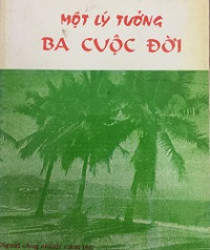 MỘT LÝ TƯỞNG
BA CUỘC ĐỜI